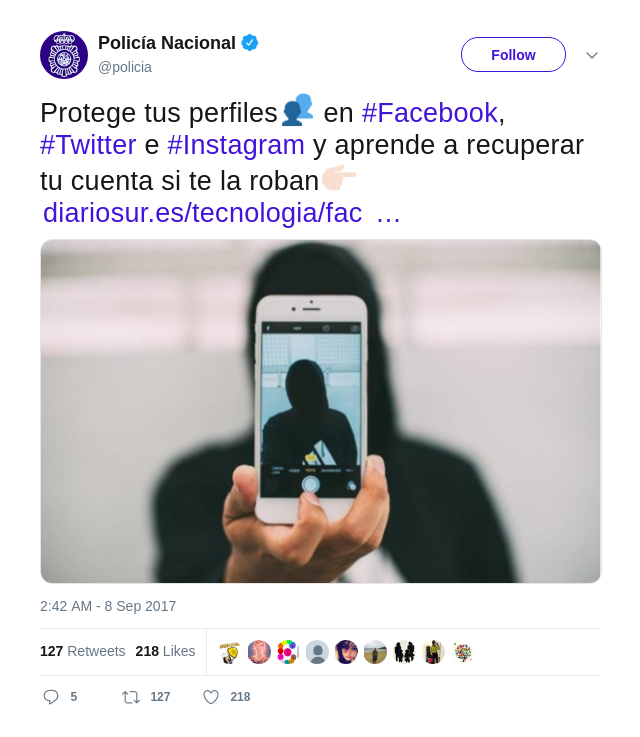 Policía Nacional
@policia
Follow
Protege tus perfiles👥 en #Facebook,
#Twitter e #Instagram y aprende a recuperar
tu cuenta si te la roban👉🏻
diariosur.es/tecnologia/fac …
2:42 AM - 8 Sep 2017
127 Retweets 218 Likes
5 127 218